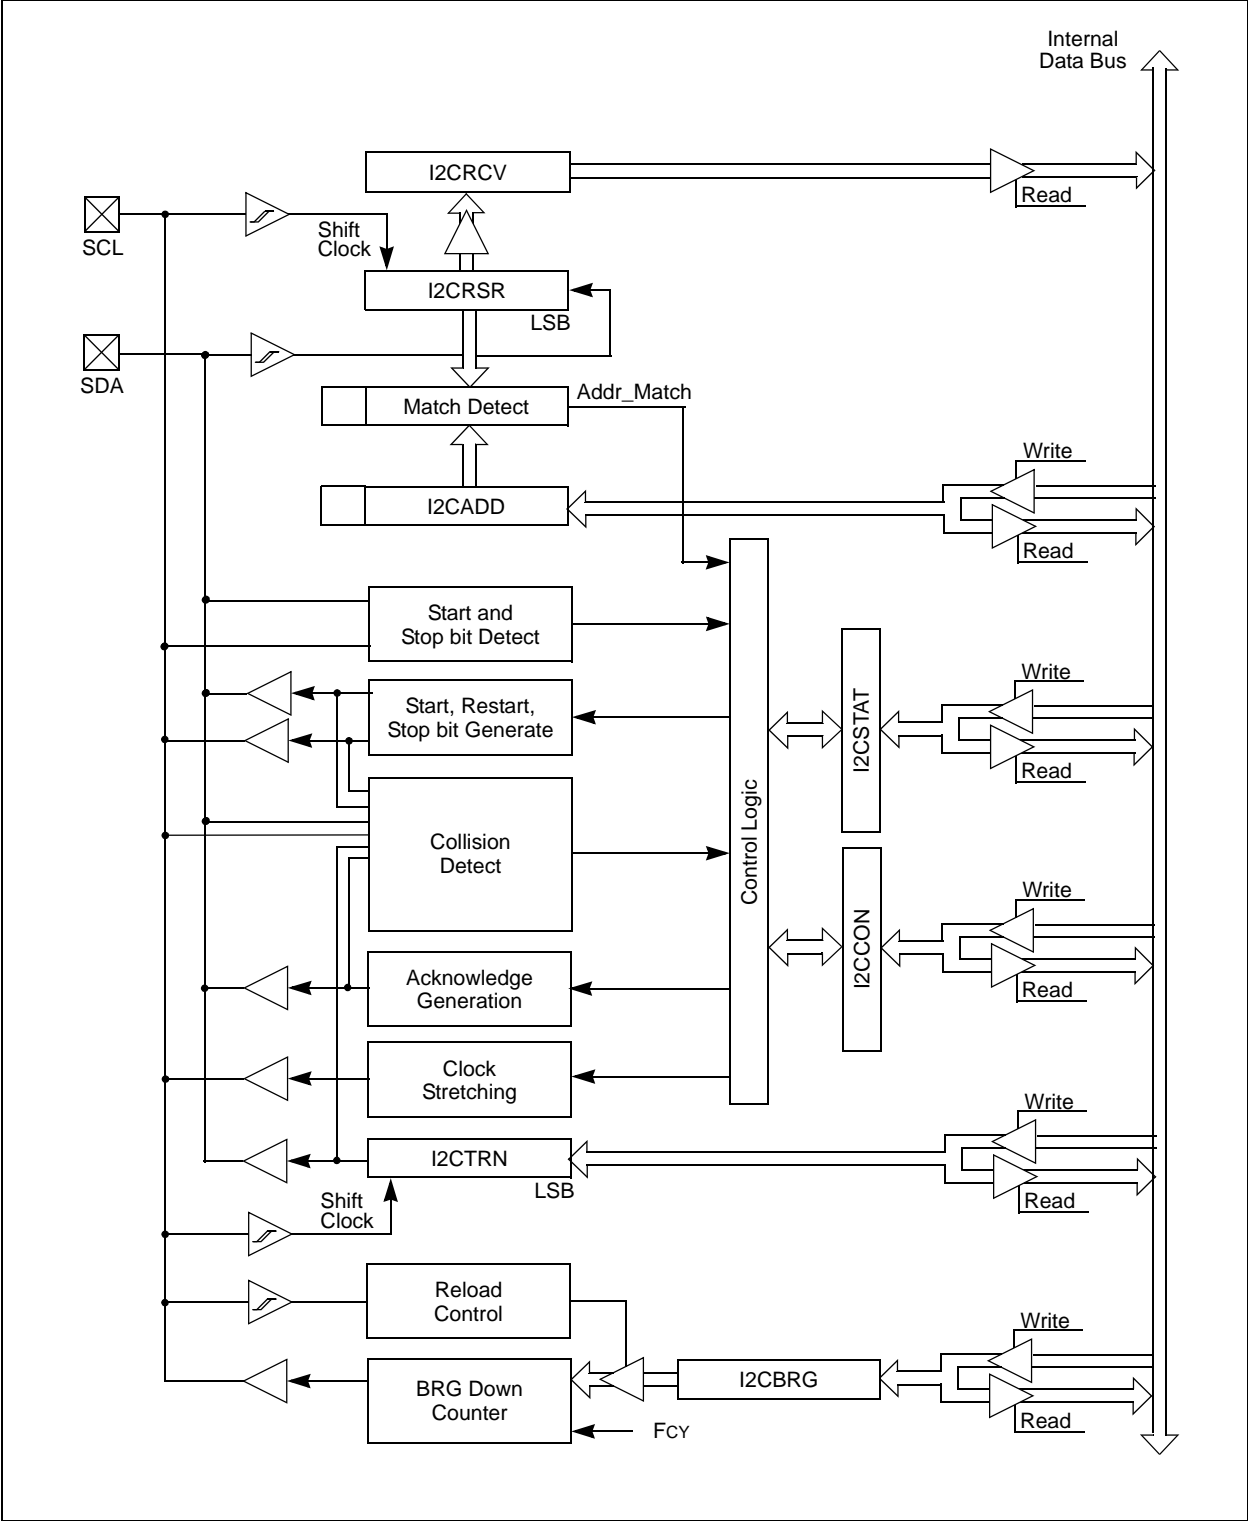 Internal
Data Bus
I2CRCV
Read
SCL
Shift
Clock
I2CRSR
LSB
SDA
Addr_Match
Match Detect
Write
I2CADD
Read
Start and
Stop bit Detect
Write
Start, Restart,
Stop bit Generate
I2CSTAT
Read
Control Logic
Collision
Detect
Write
I2CCON
Acknowledge
Generation
Read
Clock
Stretching
Write
I2CTRN
LSB
Shift
Clock
Read
Reload
Control
Write
I2CBRG
BRG Down
Counter
Read
FCY